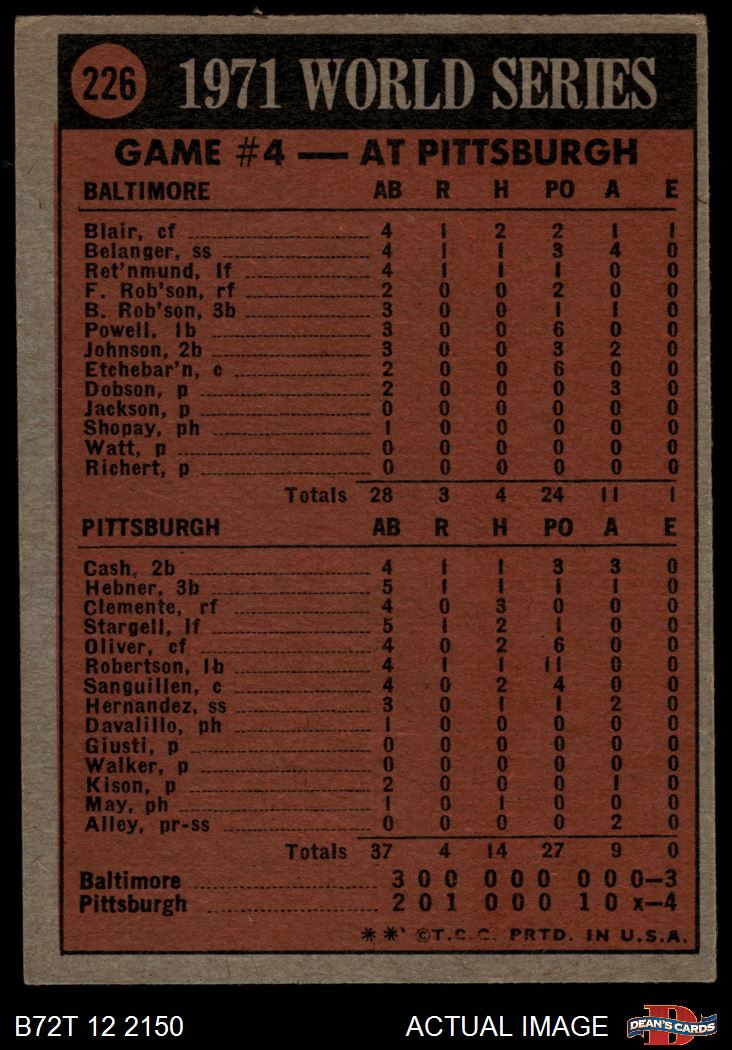 226 1971 WORLD SERIES
GAME #4 — AT PITTSBURGH
BALTIMORE AB R H PO A E
Blair, cf 4 1 2 2 1 1
Belanger, ss 4 1 1 3 4 0
Ret'nmund, lf 4 1 1 1 0 0
F. Rob'son, rf 2 0 0 2 0 0
B. Rob'son, 3b 3 0 0 1 1 0
Powell, 1b 3 0 0 6 0 0
Johnson, 2b 3 0 0 3 2 0
Etchebar'n, c 2 0 0 6 0 0
Dobson, p 2 0 0 0 3 0
Jackson, p 0 0 0 0 0 0
Shopay, ph 1 0 0 0 0 0
Watt, p 0 0 0 0 0 0
Richert, p 0 0 0 0 0 0
Totals 28 3 4 24 11 1
PITTSBURGH AB R H PO A E
Cash, 2b 4 1 1 3 3 0
Hebner, 3b 5 1 1 1 1 0
Clemente, rf 4 0 3 0 0 0
Stargell, lf 5 1 2 1 0 0
Oliver, cf 4 0 2 6 0 0
Robertson, 1b 4 1 1 11 0 0
Sanguillen, c 4 0 2 4 0 0
Hernandez, ss 3 0 1 1 2 0
Davalillo, ph 1 0 0 0 0 0
Giusti, p 0 0 0 0 0 0
Walker, p 0 0 0 0 0 0
Kison, p 2 0 0 0 1 0
May, ph 1 0 1 0 0 0
Alley, pr-ss 0 0 0 0 2 0
Totals 37 4 14 27 9 0
Baltimore 3 0 0 0 0 0 0 0 0—3
Pittsburgh 2 0 1 0 0 0 1 0 x—4
** ©T.C.C. PRTD. IN U.S.A.
B72T 12 2150 ACTUAL IMAGE DEAN'S CARDS